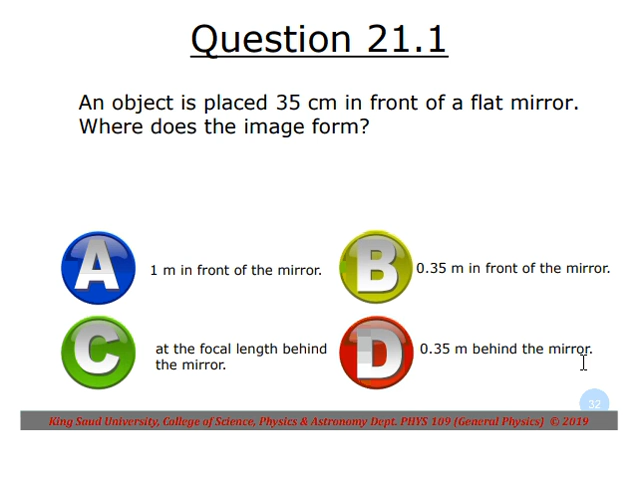 Question 21.1
An object is placed 35 cm in front of a flat mirror.
Where does the image form?
A
1 m in front of the mirror.
B
0.35 m in front of the mirror.
C
at the focal length behind
the mirror.
D
0.35 m behind the mirror.
32
King Saud University, College of Science, Physics & Astronomy Dept. PHYS 109 (General Physics) © 2019